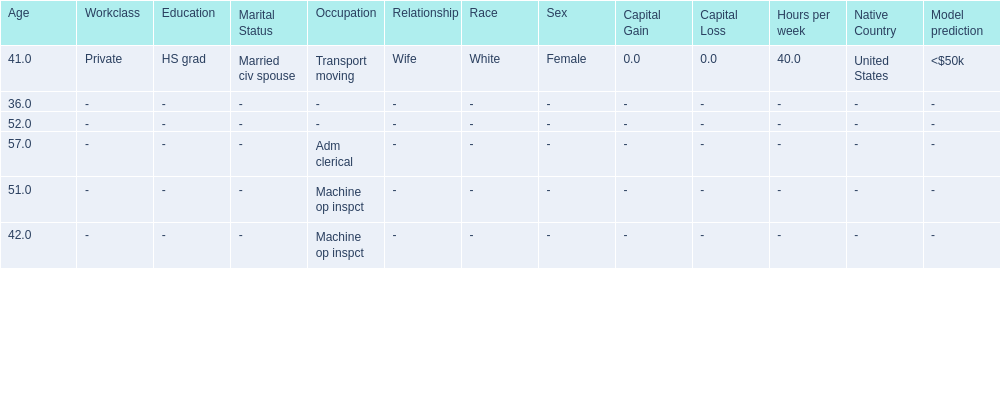 Age Workclass Education Marital Status Occupation Relationship Race Sex Capital Gain Capital Loss Hours per week Native Country Model prediction
41.0 Private HS grad Married civ spouse Transport moving Wife White Female 0.0 0.0 40.0 United States <$50k
36.0 - - - - - - - - - - - -
52.0 - - - - - - - - - - - -
57.0 - - - Adm clerical - - - - - - - -
51.0 - - - Machine op inspct - - - - - - - -
42.0 - - - Machine op inspct - - - - - - - -